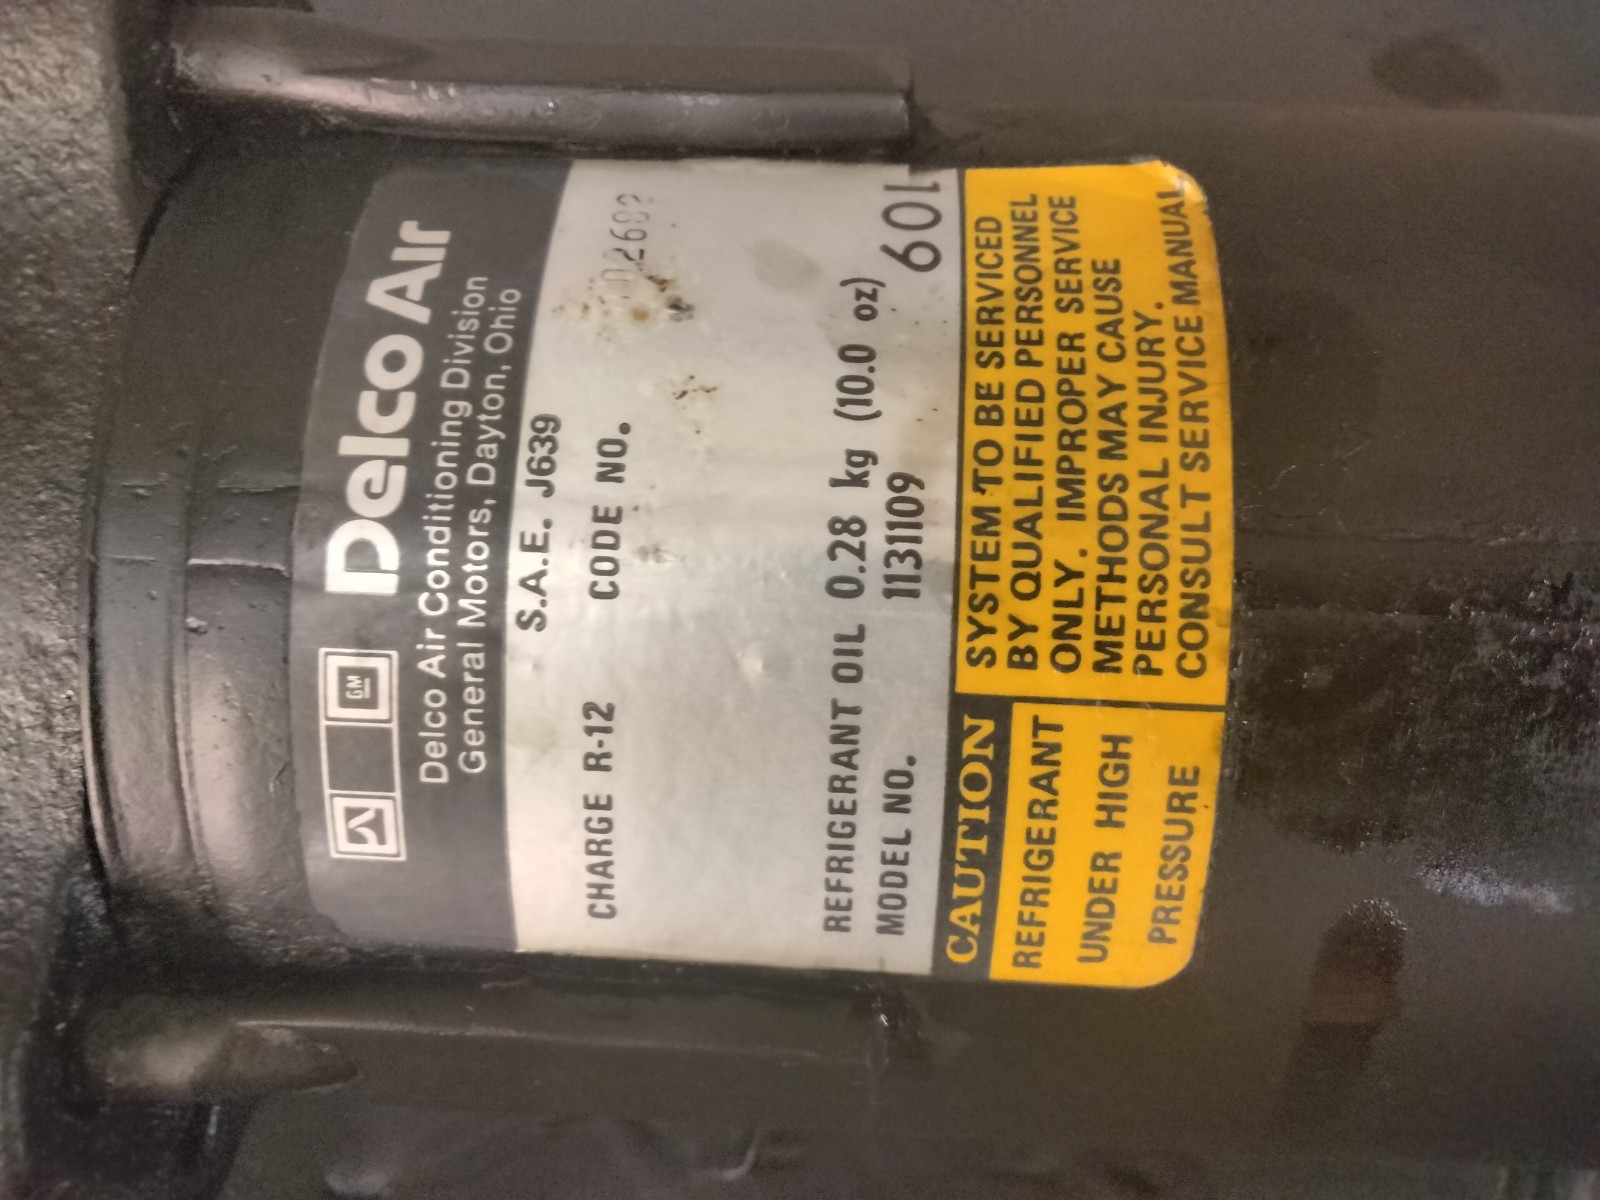 GM
Delco Air
Delco Air Conditioning Division
General Motors, Dayton, Ohio
S.A.E. J639
CHARGE R-12 CODE NO.
REFRIGERANT OIL 0.28 kg (10.0 oz)
MODEL NO. 1131109 601
CAUTION
REFRIGERANT
UNDER HIGH
PRESSURE
SYSTEM TO BE SERVICED
BY QUALIFIED PERSONNEL
ONLY. IMPROPER SERVICE
METHODS MAY CAUSE
PERSONAL INJURY.
CONSULT SERVICE MANUAL